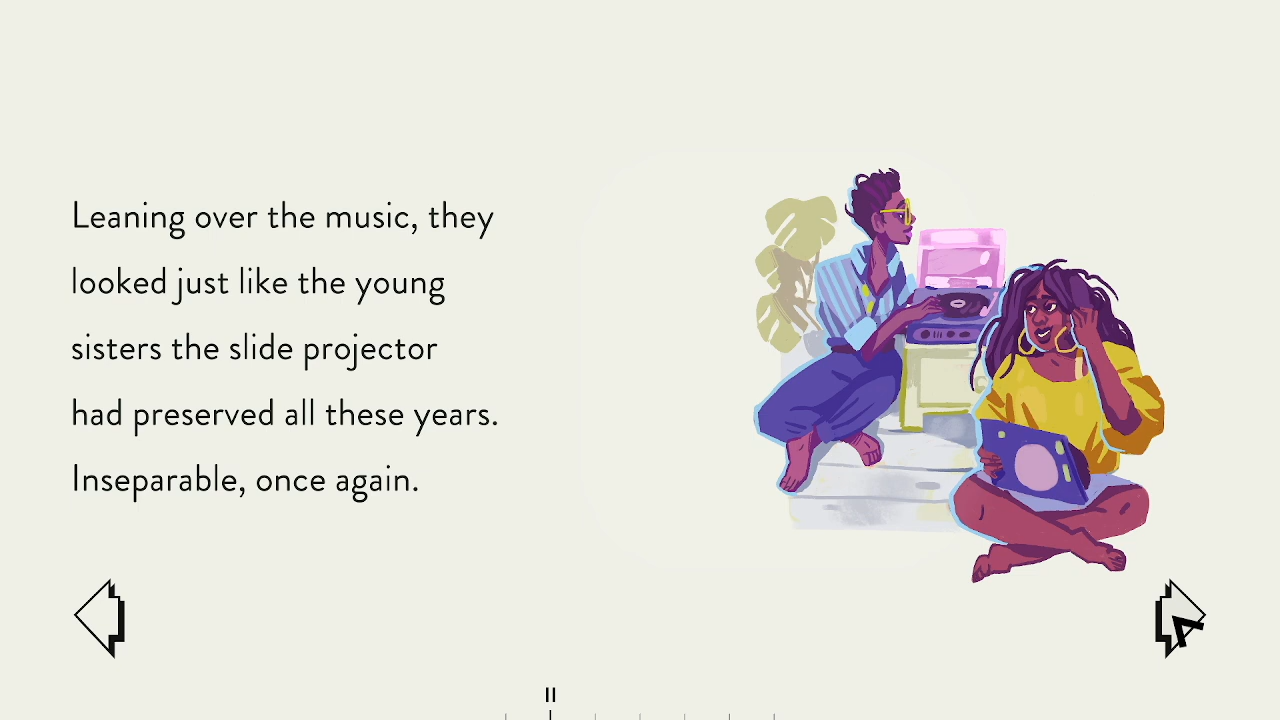 Leaning over the music, they
looked just like the young
sisters the slide projector
had preserved all these years.
Inseparable, once again.
II